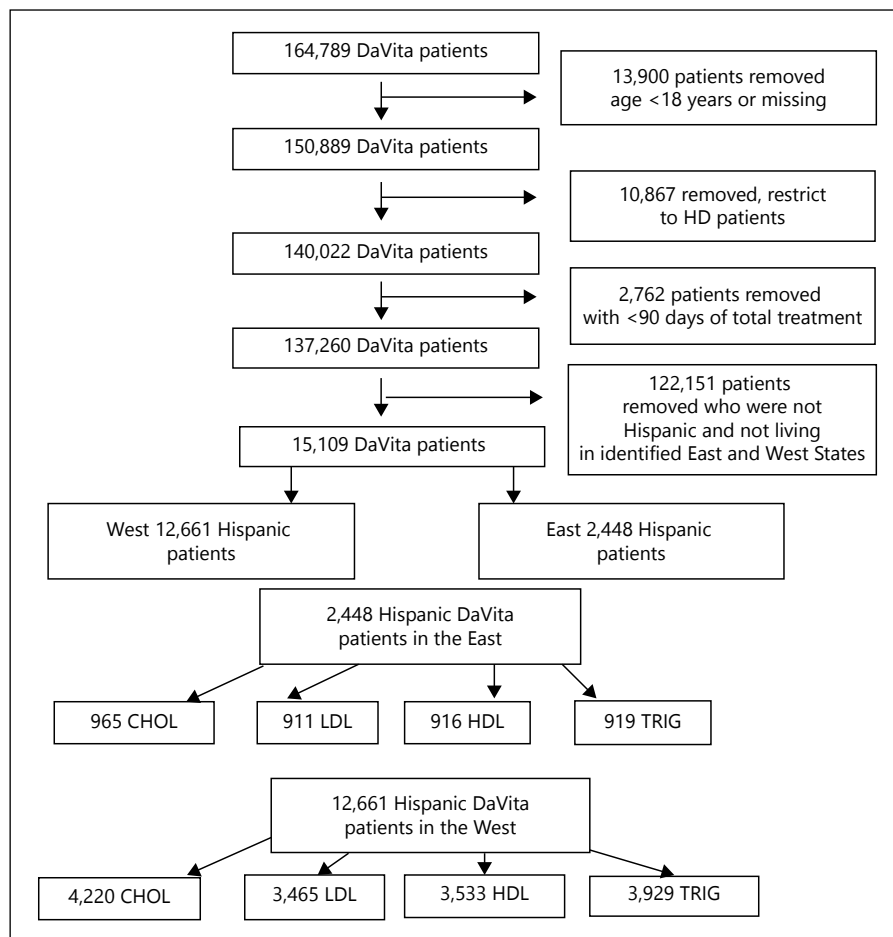 164,789 DaVita patients
13,900 patients removed
age <18 years or missing
150,889 DaVita patients
10,867 removed, restrict
to HD patients
140,022 DaVita patients
2,762 patients removed
with <90 days of total treatment
137,260 DaVita patients
122,151 patients
removed who were not
Hispanic and not living
in identified East and West States
15,109 DaVita patients
West 12,661 Hispanic
patients
East 2,448 Hispanic
patients
2,448 Hispanic DaVita
patients in the East
965 CHOL
911 LDL
916 HDL
919 TRIG
12,661 Hispanic DaVita
patients in the West
4,220 CHOL
3,465 LDL
3,533 HDL
3,929 TRIG